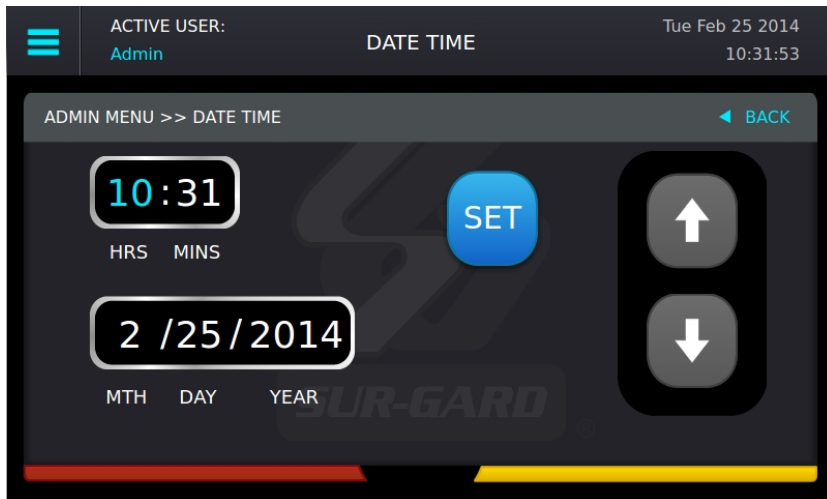 ACTIVE USER:
Admin
DATE TIME
Tue Feb 25 2014
10:31:53
ADMIN MENU >> DATE TIME
BACK
10:31
HRS MINS
SET
2 /25/2014
MTH DAY YEAR
SUR-GARD
®